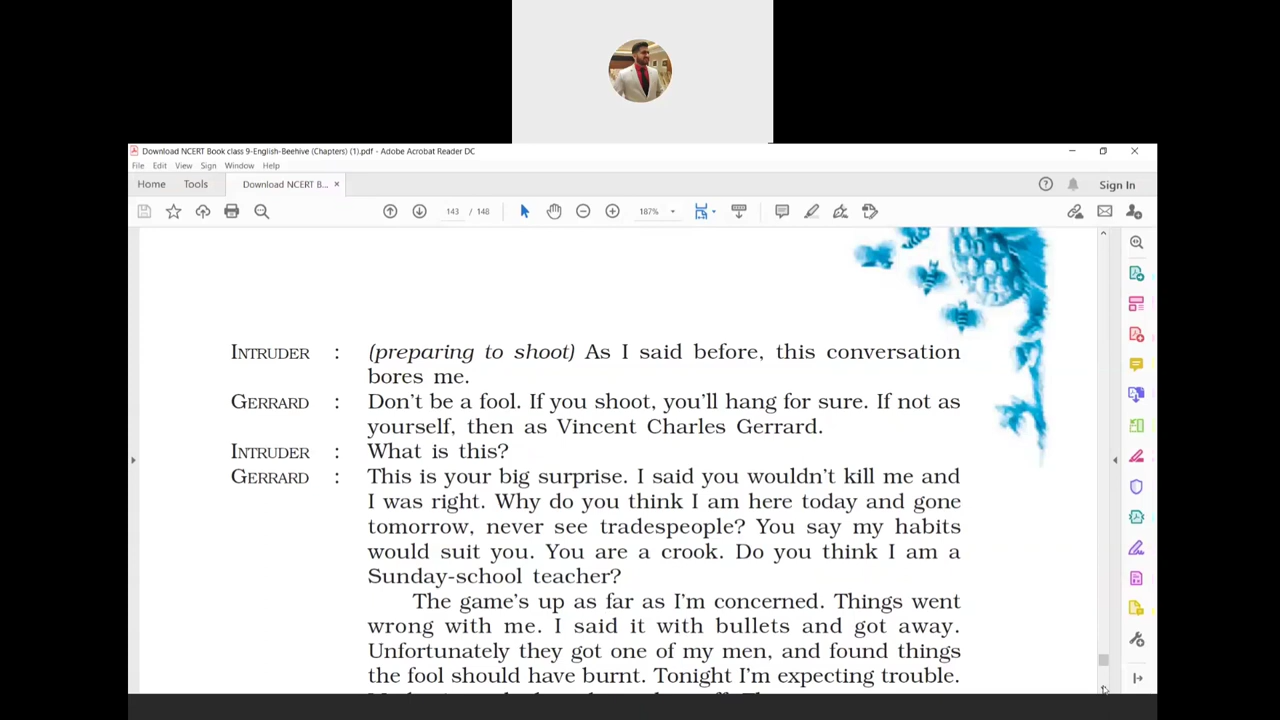 Download NCERT Book class 9-English-Beehive (Chapters) (1).pdf - Adobe Acrobat Reader DC
File Edit View Sign Window Help
Home Tools Download NCERT B... × Sign In
143 / 148 187%
INTRUDER : (preparing to shoot) As I said before, this conversation
bores me.
GERRARD : Don't be a fool. If you shoot, you'll hang for sure. If not as
yourself, then as Vincent Charles Gerrard.
INTRUDER : What is this?
GERRARD : This is your big surprise. I said you wouldn't kill me and
I was right. Why do you think I am here today and gone
tomorrow, never see tradespeople? You say my habits
would suit you. You are a crook. Do you think I am a
Sunday-school teacher?
The game's up as far as I'm concerned. Things went
wrong with me. I said it with bullets and got away.
Unfortunately they got one of my men, and found things
the fool should have burnt. Tonight I'm expecting trouble.